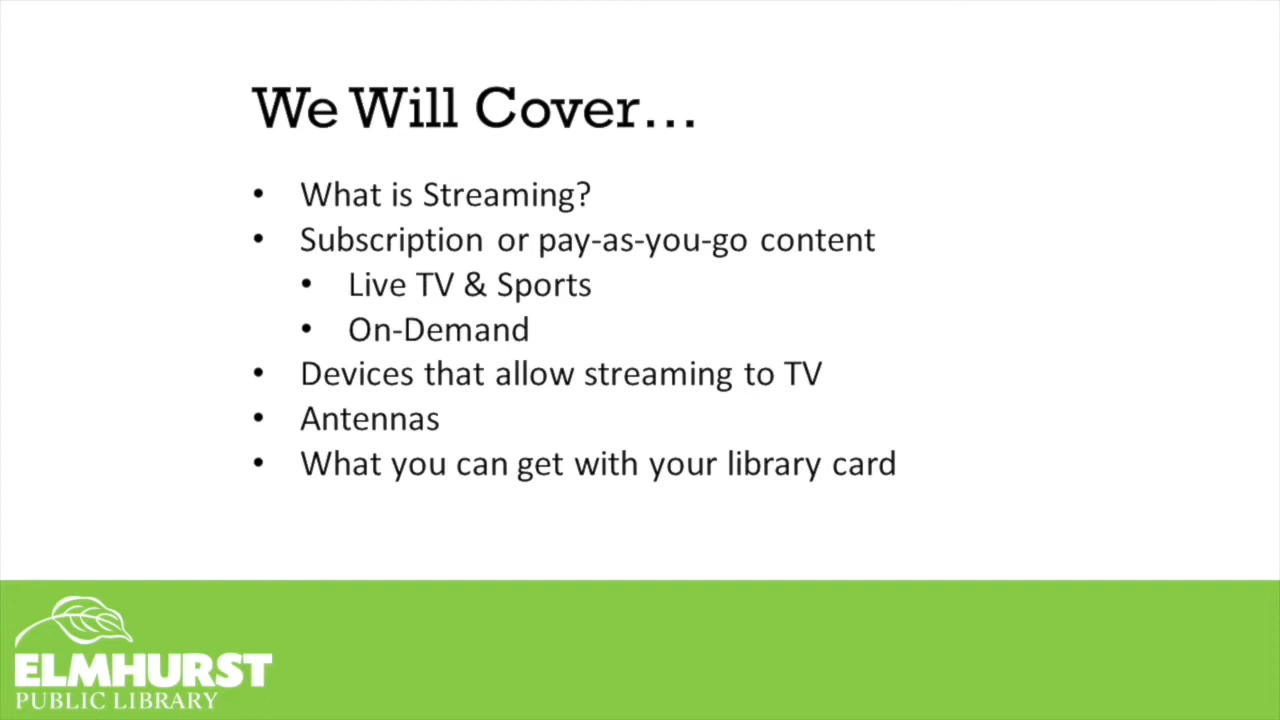 We Will Cover...
• What is Streaming?
• Subscription or pay-as-you-go content
• Live TV & Sports
• On-Demand
• Devices that allow streaming to TV
• Antennas
• What you can get with your library card
ELMHURST
PUBLIC LIBRARY